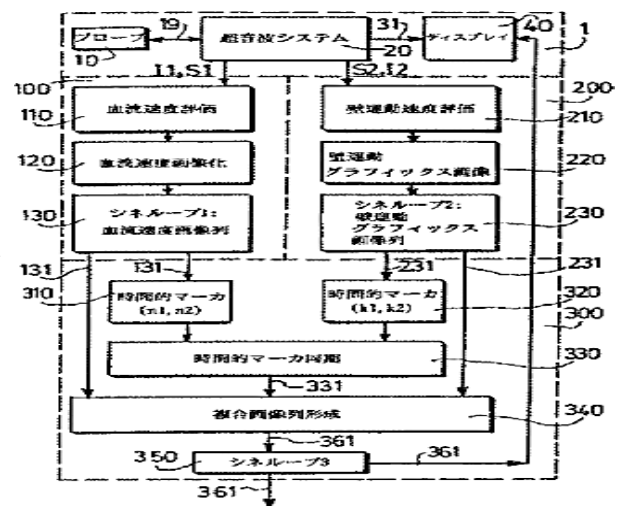 プローブ
19
超音波システム
31
ディスプレイ
40
10
20
1
I1,S1
S2,I2
100
200
110
血流速度評価
壁運動速度評価
210
120
血流速度画像化
壁運動
グラフィックス画像
220
130
シネループ1:
血流速度画像列
シネループ2:
壁運動
グラフィックス
画像列
230
131
131
231
231
310
時間的マーカ
(n1,n2)
時間的マーカ
(k1,k2)
320
300
時間的マーカ同期
330
331
複合画像列形成
340
361
350
シネループ3
361
361